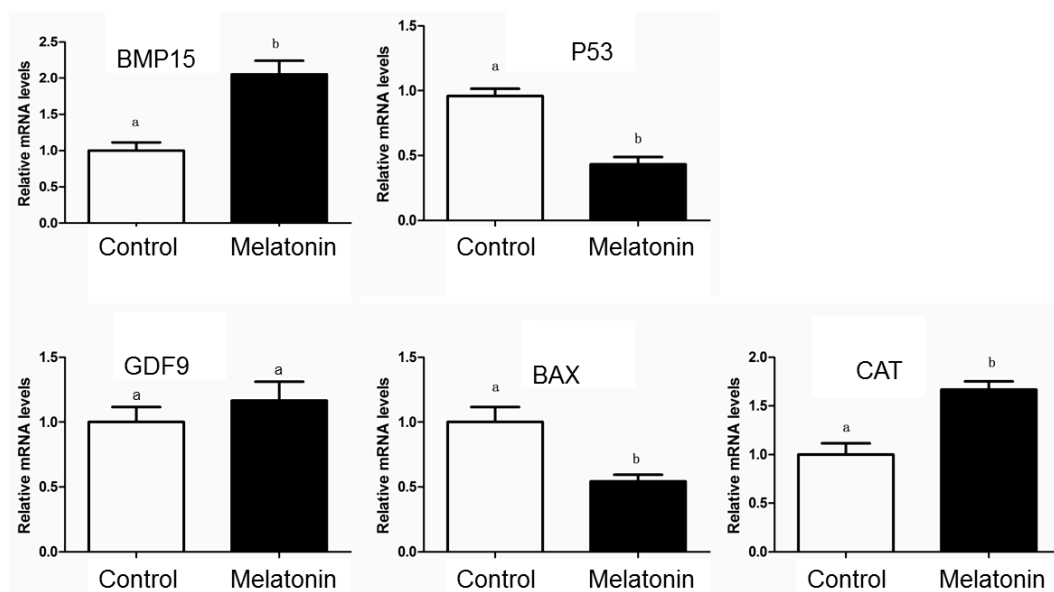 BMP15
Relative mRNA levels
2.5
2.0
1.5
1.0
0.5
0.0
a
b
Control Melatonin
P53
Relative mRNA levels
1.5
1.0
0.5
0.0
a
b
Control Melatonin
GDF9
Relative mRNA levels
1.5
1.0
0.5
0.0
a
a
Control Melatonin
BAX
Relative mRNA levels
1.5
1.0
0.5
0.0
a
b
Control Melatonin
CAT
Relative mRNA levels
2.0
1.5
1.0
0.5
0.0
a
b
Control Melatonin